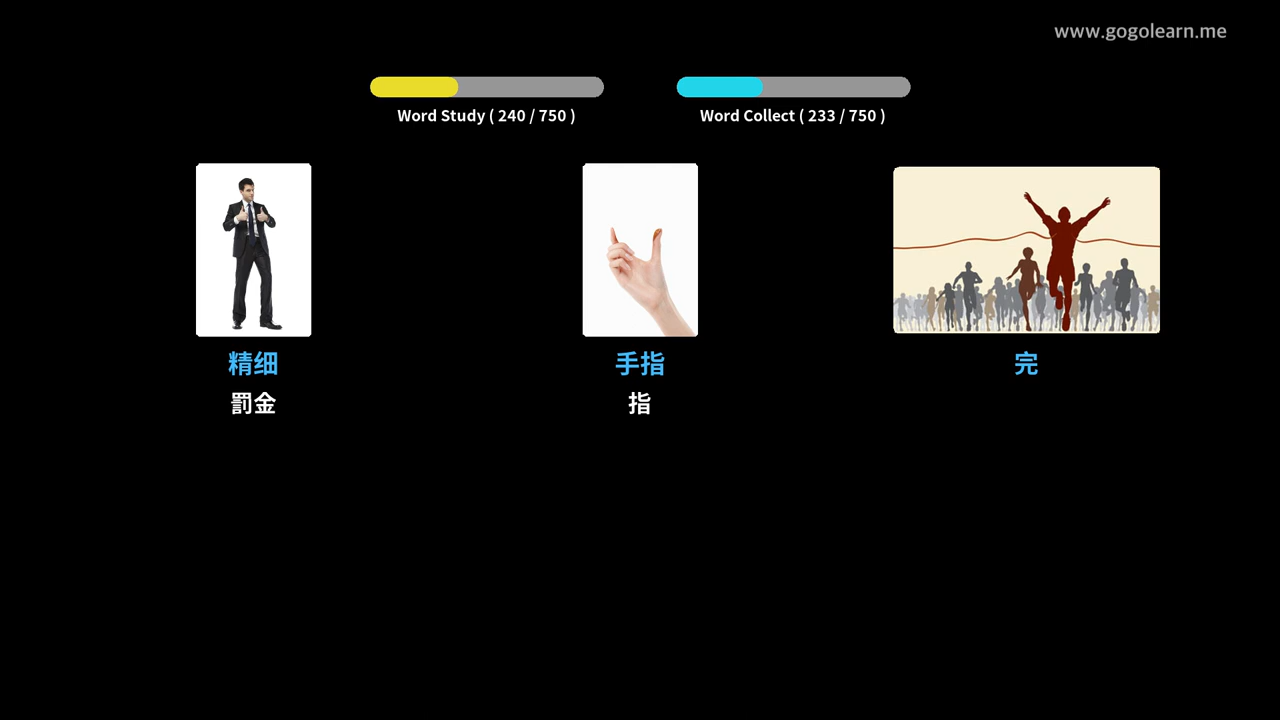 www.gogolearn.me
Word Study ( 240 / 750 )
Word Collect ( 233 / 750 )
精细
罰金
手指
指
完